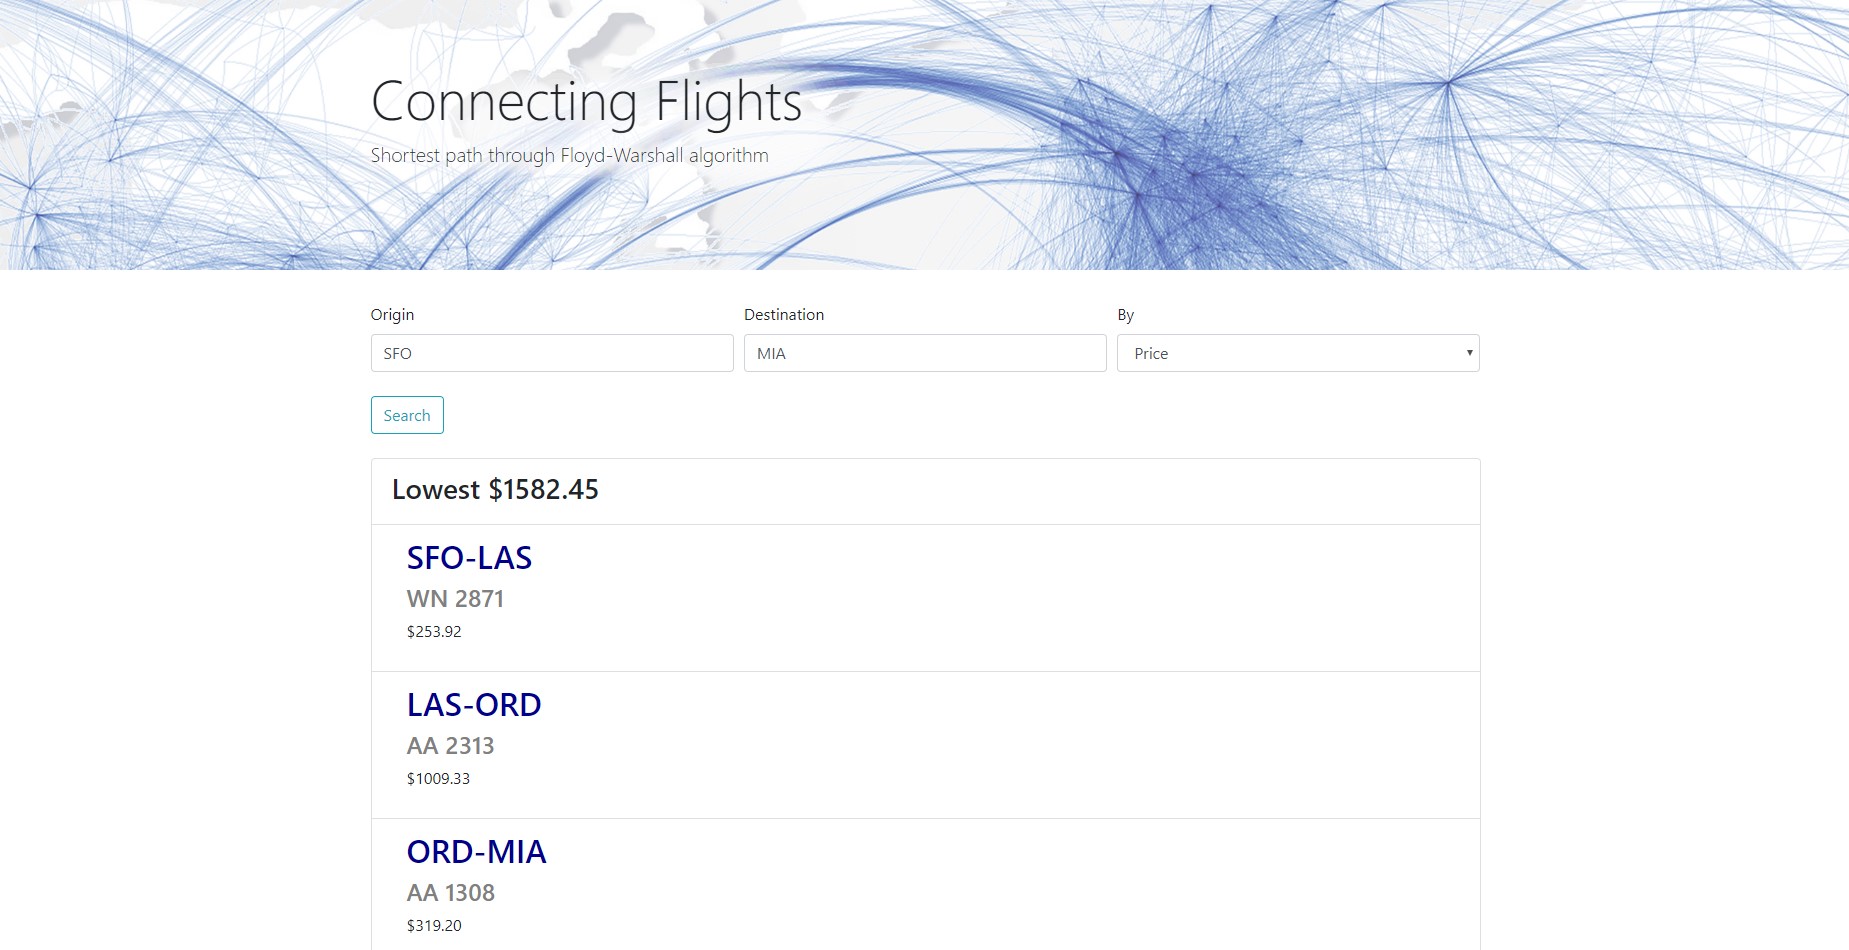 Connecting Flights
Shortest path through Floyd-Warshall algorithm
Origin
Destination
By
SFO
MIA
Price
Search
Lowest $1582.45
SFO-LAS
WN 2871
$253.92
LAS-ORD
AA 2313
$1009.33
ORD-MIA
AA 1308
$319.20